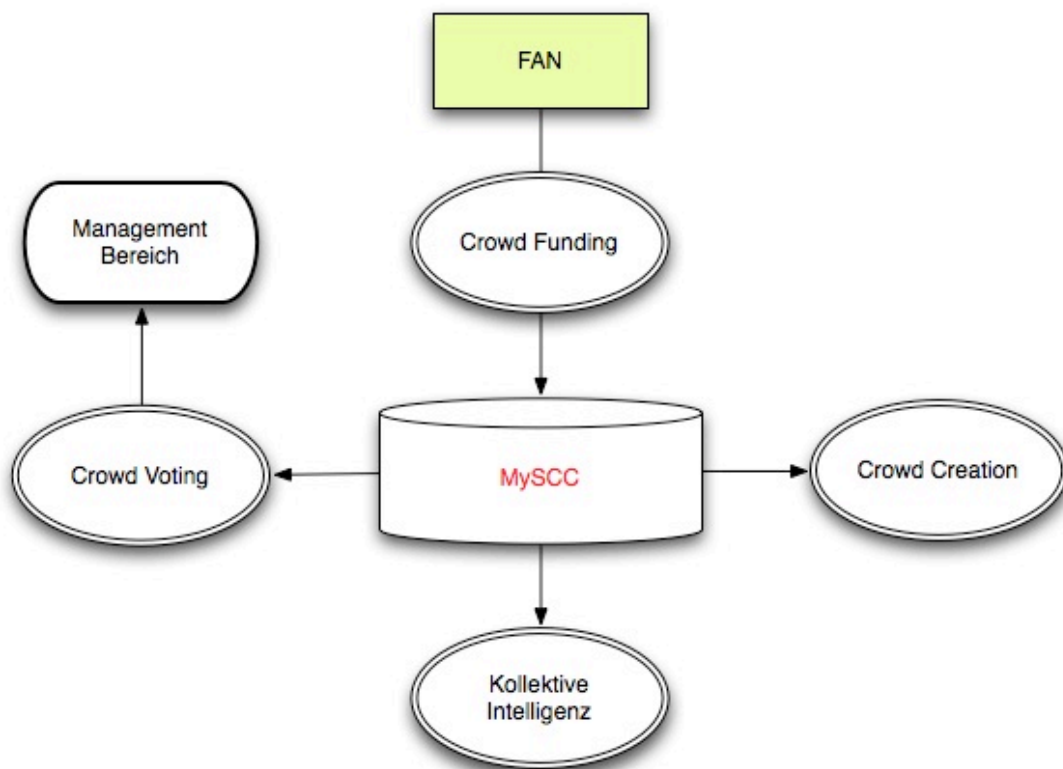 FAN
Management
Bereich
Crowd Funding
Crowd Voting
MySCC
Crowd Creation
Kollektive
Intelligenz